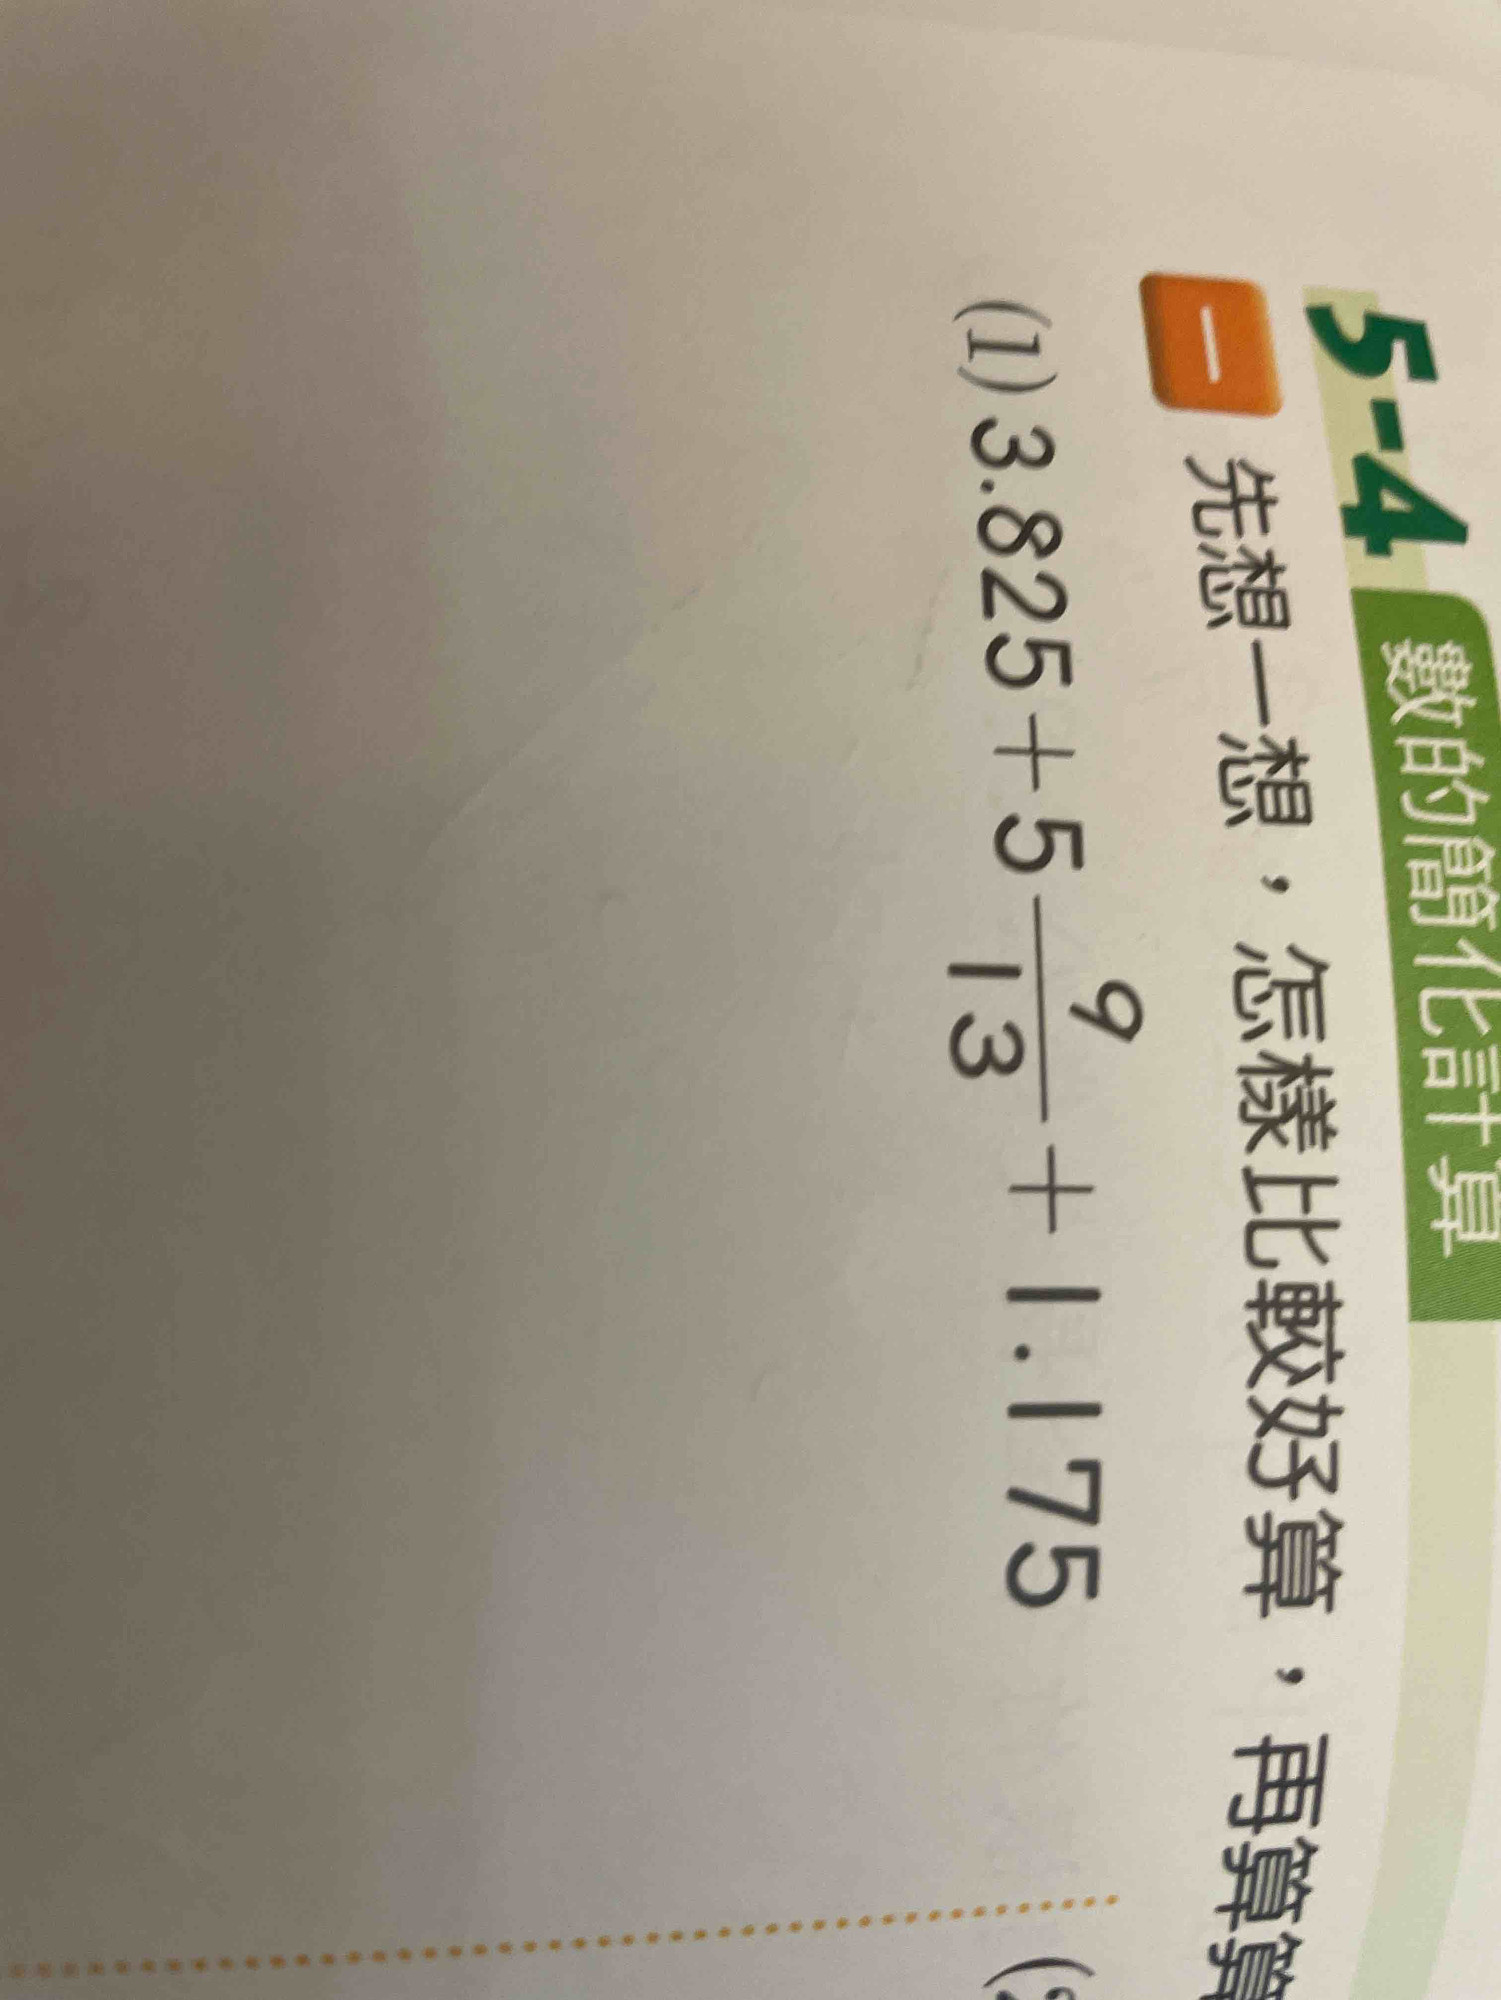 5-4 數的簡化計算
一 先想一想，怎樣比較好算，再算算
(1) 3.825＋5 9/13 ＋1.175